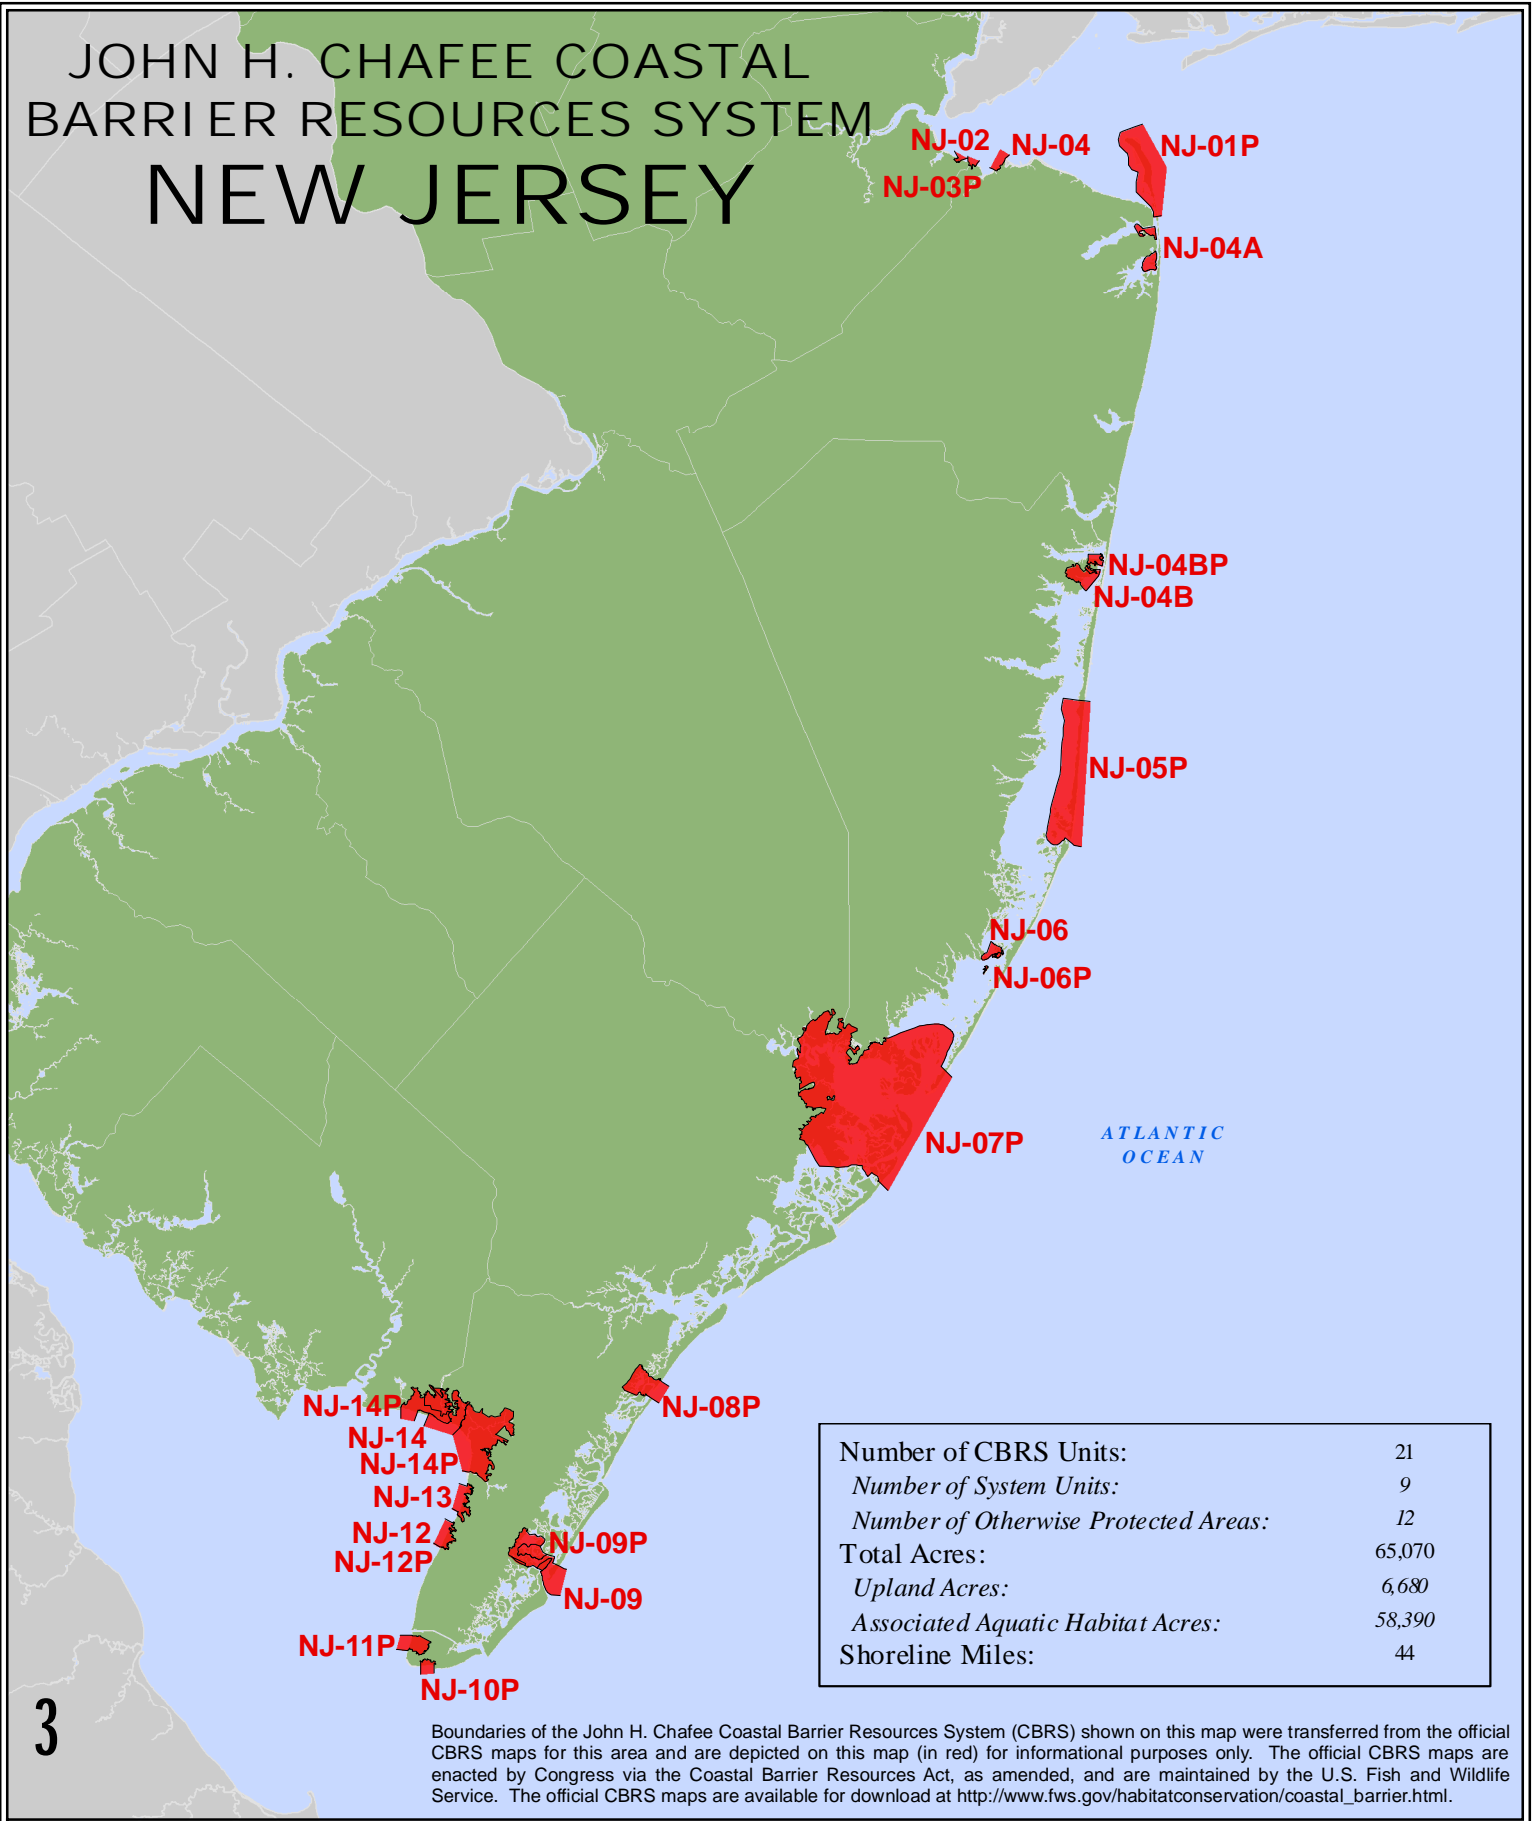 JOHN H. CHAFEE COASTAL
BARRIER RESOURCES SYSTEM
NEW JERSEY
NJ-02
NJ-04
NJ-01P
NJ-03P
NJ-04A
NJ-04BP
NJ-04B
NJ-05P
NJ-06
NJ-06P
NJ-07P
ATLANTIC
OCEAN
NJ-08P
NJ-14P
NJ-14
NJ-14P
NJ-13
NJ-12
NJ-12P
NJ-09P
NJ-09
NJ-11P
NJ-10P
Number of CBRS Units: 21
Number of System Units: 9
Number of Otherwise Protected Areas: 12
Total Acres: 65,070
Upland Acres: 6,680
Associated Aquatic Habitat Acres: 58,390
Shoreline Miles: 44
3
Boundaries of the John H. Chafee Coastal Barrier Resources System (CBRS) shown on this map were transferred from the official
CBRS maps for this area and are depicted on this map (in red) for informational purposes only. The official CBRS maps are
enacted by Congress via the Coastal Barrier Resources Act, as amended, and are maintained by the U.S. Fish and Wildlife
Service. The official CBRS maps are available for download at http://www.fws.gov/habitatconservation/coastal_barrier.html.